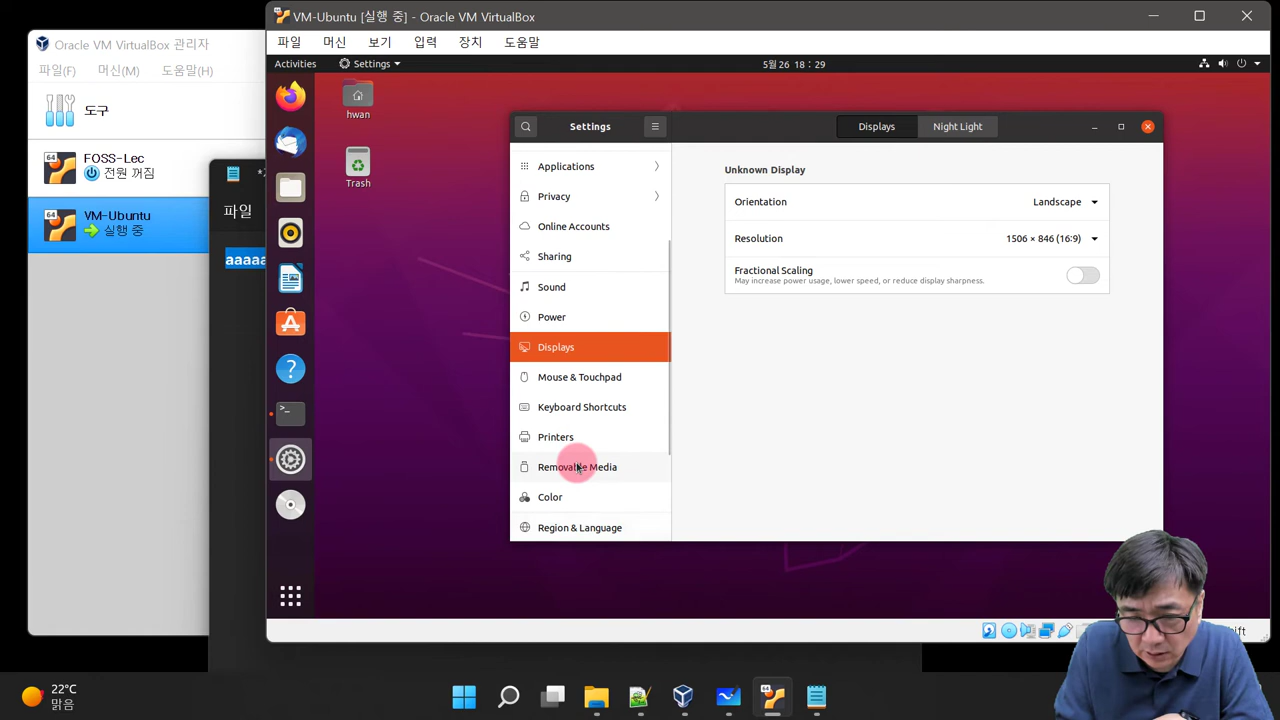 Oracle VM VirtualBox 관리자
파일(F) 머신(M) 도움말(H)
도구
FOSS-Lec
전원 꺼짐
VM-Ubuntu
실행 중
파일
aaaaa
VM-Ubuntu [실행 중] - Oracle VM VirtualBox
파일 머신 보기 입력 장치 도움말
Activities Settings 5월 26 18 : 29
hwan
Trash
Settings
Displays Night Light
Applications
Privacy
Online Accounts
Sharing
Sound
Power
Displays
Mouse & Touchpad
Keyboard Shortcuts
Printers
Removable Media
Color
Region & Language
Unknown Display
Orientation Landscape
Resolution 1506 × 846 (16:9)
Fractional Scaling
May increase power usage, lower speed, or reduce display sharpness.
22°C
맑음